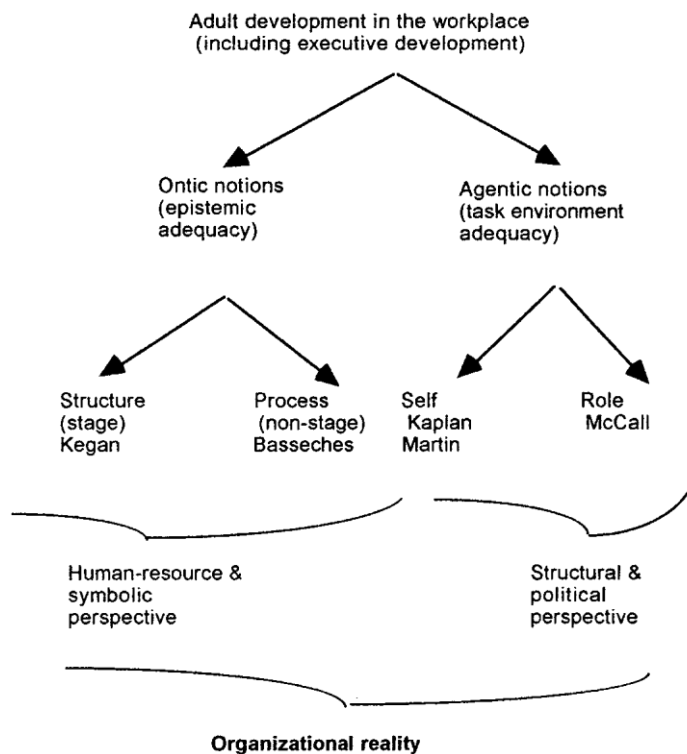 Adult development in the workplace
(including executive development)
Ontic notions
(epistemic
adequacy)
Agentic notions
(task environment
adequacy)
Structure
(stage)
Kegan
Process
(non-stage)
Basseches
Self
Kaplan
Martin
Role
McCall
Human-resource &
symbolic
perspective
Structural &
political
perspective
Organizational reality